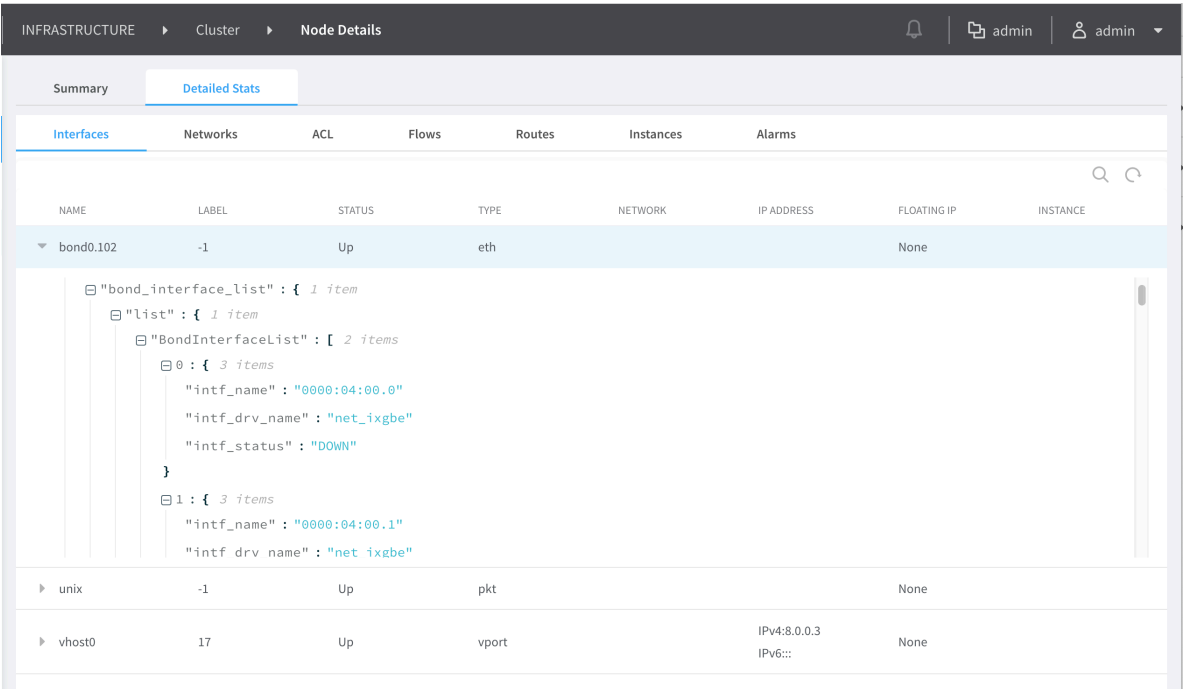 INFRASTRUCTURE Cluster Node Details admin admin
Summary Detailed Stats
Interfaces Networks ACL Flows Routes Instances Alarms
NAME LABEL STATUS TYPE NETWORK IP ADDRESS FLOATING IP INSTANCE
bond0.102 -1 Up eth None
"bond_interface_list" : { 1 item
"list" : { 1 item
"BondInterfaceList" : [ 2 items
0 : { 3 items
"intf_name" : "0000:04:00.0"
"intf_drv_name" : "net_ixgbe"
"intf_status" : "DOWN"
}
1 : { 3 items
"intf_name" : "0000:04:00.1"
"intf_drv_name" : "net_ixgbe"
unix -1 Up pkt None
vhost0 17 Up vport IPv4:8.0.0.3 None
IPv6:::